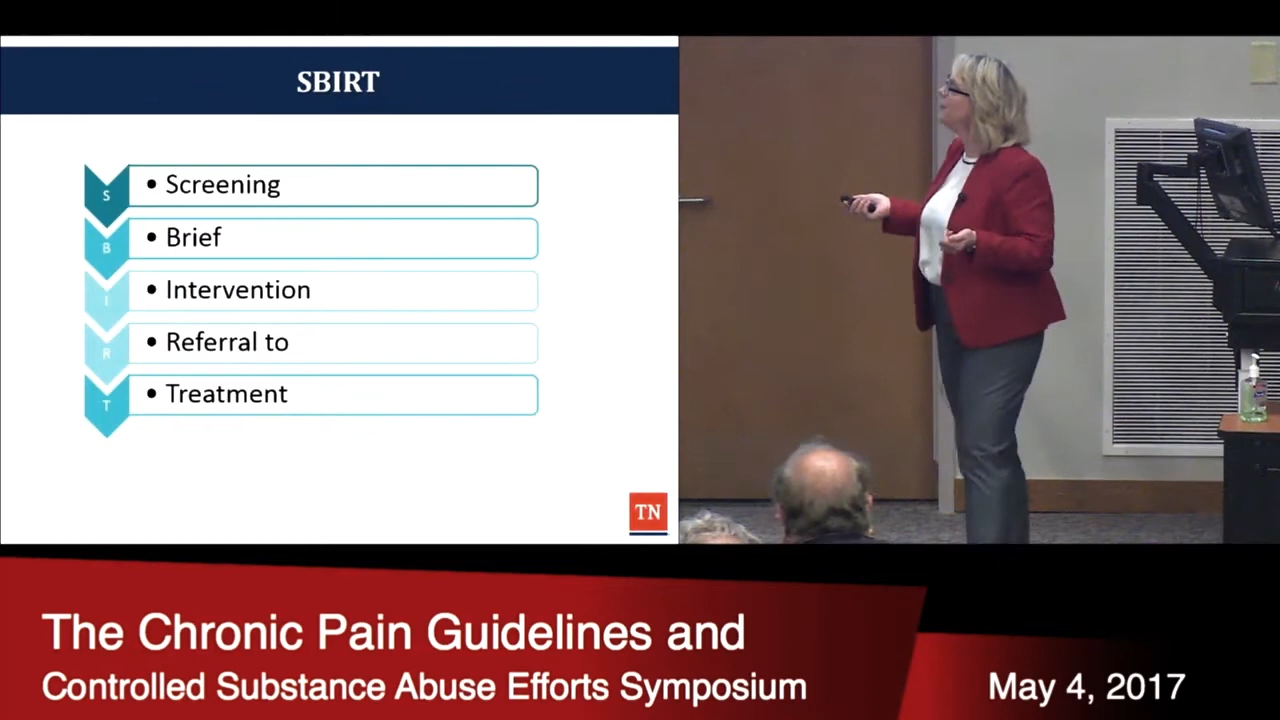 SBIRT
S
• Screening
B
• Brief
I
• Intervention
R
• Referral to
T
• Treatment
TN
The Chronic Pain Guidelines and
Controlled Substance Abuse Efforts Symposium
May 4, 2017